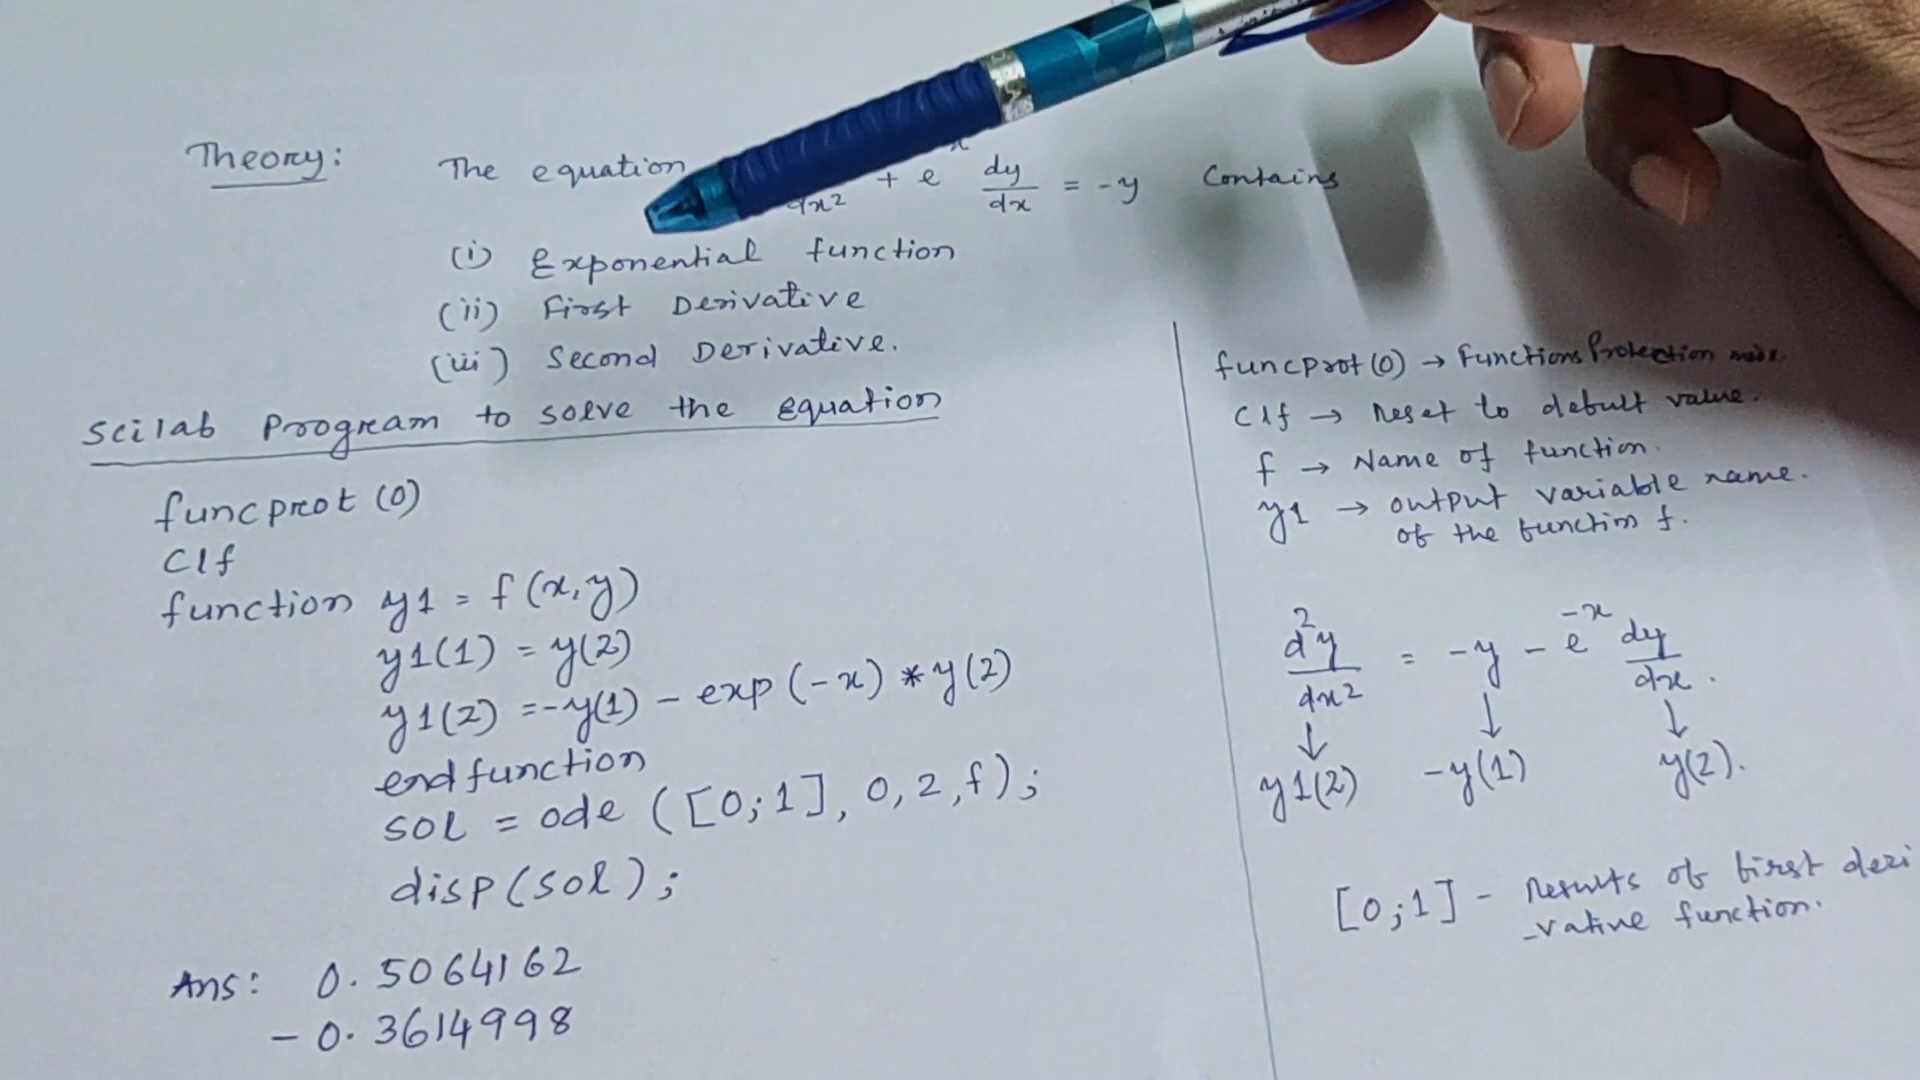 Theory: The equation dx² + e dy/dx = -y Contains
(i) Exponential function
(ii) First Derivative
(iii) Second Derivative.
Scilab Program to solve the equation
funcprot (0)
Clf
function y1 = f(x,y)
y1(1) = y(2)
y1(2) =-y(1) - exp(-x) * y(2)
endfunction
sol = ode ([0;1], 0, 2, f);
disp(sol);
Ans: 0.5064162
-0.3614998
funcprot (0) → Functions Protection
Clf → Reset to default value.
f → Name of function.
y1 → output variable name.
of the function f.
d²y/dx² = -y - e⁻ˣ dy/dx.
↓ ↓ ↓
y1(2) -y(1) y(2).
[0;1] - Results of first deri
-vative function.